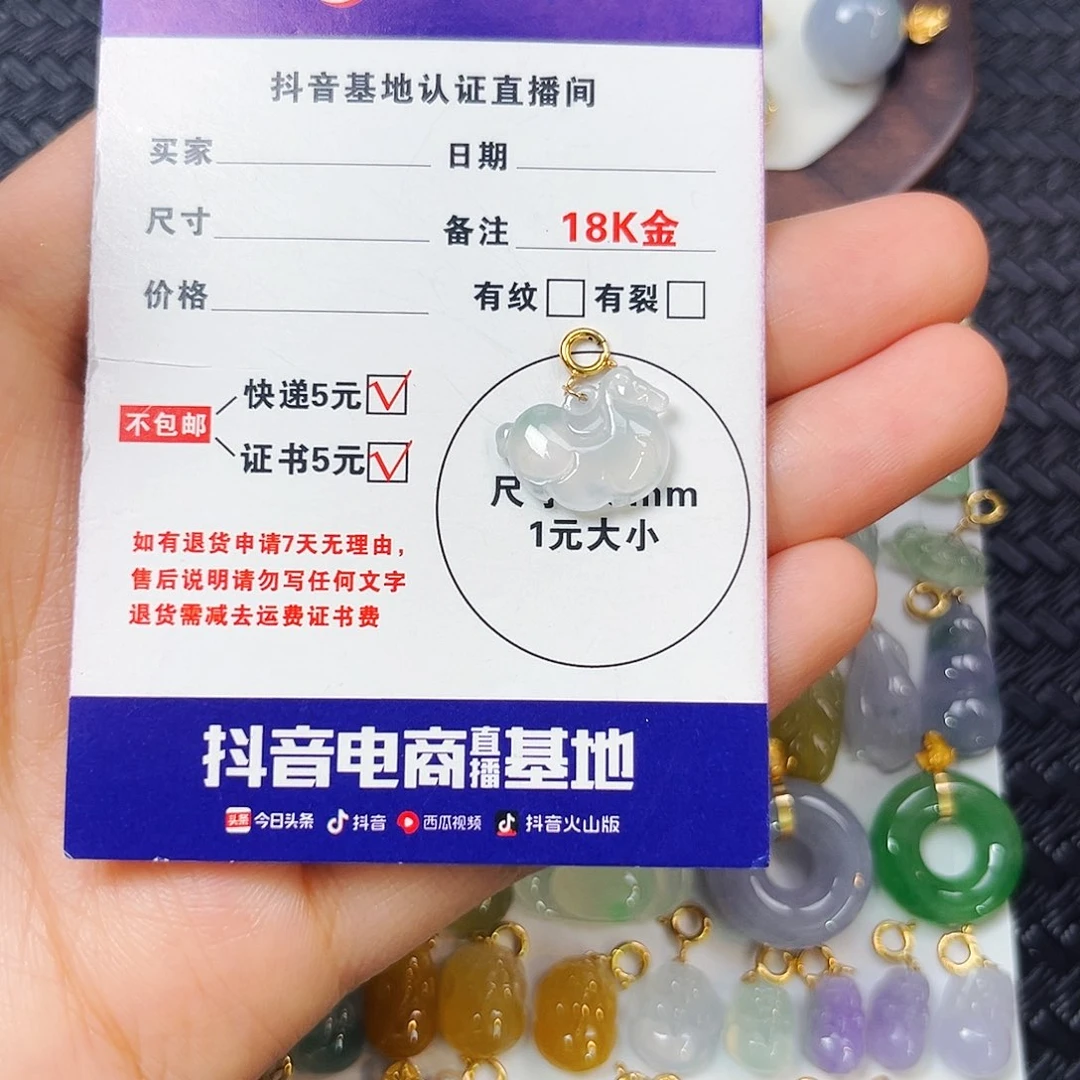 抖音基地认证直播间
买家 日期
尺寸 备注 18K金
价格 有纹 有裂
快递5元
不包邮
证书5元
尺 mm
1元大小
如有退货申请7天无理由，
售后说明请勿写任何文字
退货需减去运费证书费
抖音电商直播基地
头条 今日头条 抖音 西瓜视频 抖音火山版